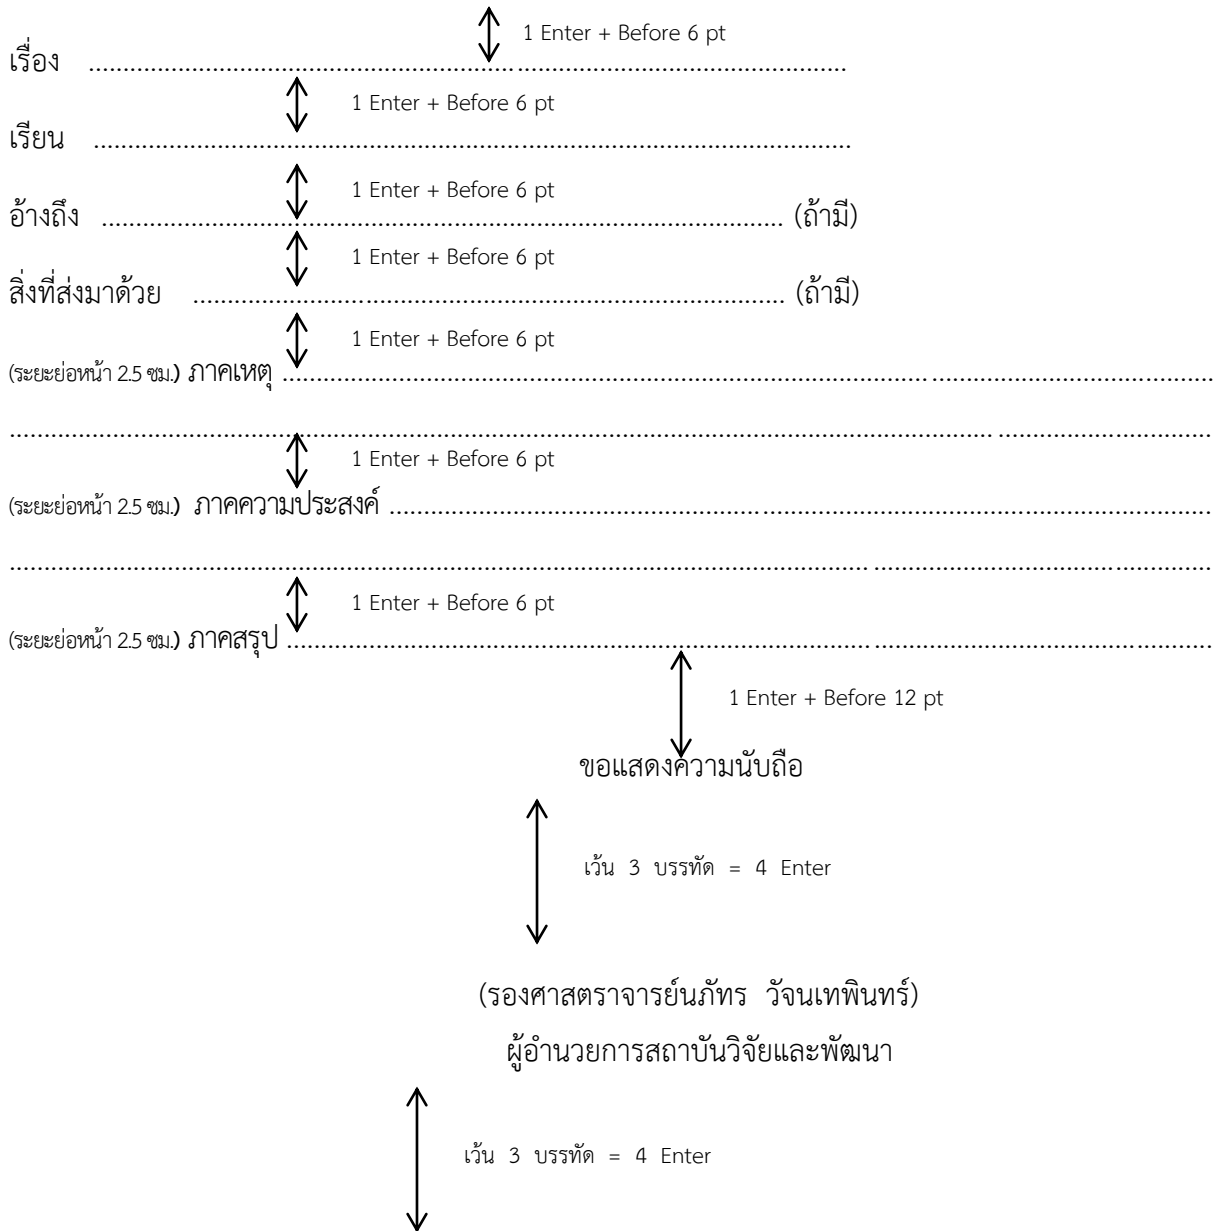 1 Enter + Before 6 pt
เรื่อง ................................................................................................................
1 Enter + Before 6 pt
เรียน ................................................................................................................
1 Enter + Before 6 pt
อ้างถึง .................................................................................................... (ถ้ามี)
1 Enter + Before 6 pt
สิ่งที่ส่งมาด้วย ....................................................................................... (ถ้ามี)
1 Enter + Before 6 pt
(ระยะย่อหน้า 2.5 ซม.) ภาคเหตุ ........................................................................................................................................
................................................................................................................................................................................
1 Enter + Before 6 pt
(ระยะย่อหน้า 2.5 ซม.) ภาคความประสงค์ ........................................................................................................................
................................................................................................................................................................................
1 Enter + Before 6 pt
(ระยะย่อหน้า 2.5 ซม.) ภาคสรุป ........................................................................................................................................
1 Enter + Before 12 pt
ขอแสดงความนับถือ
เว้น 3 บรรทัด = 4 Enter
(รองศาสตราจารย์นภัทร วัจนเทพินทร์)
ผู้อำนวยการสถาบันวิจัยและพัฒนา
เว้น 3 บรรทัด = 4 Enter